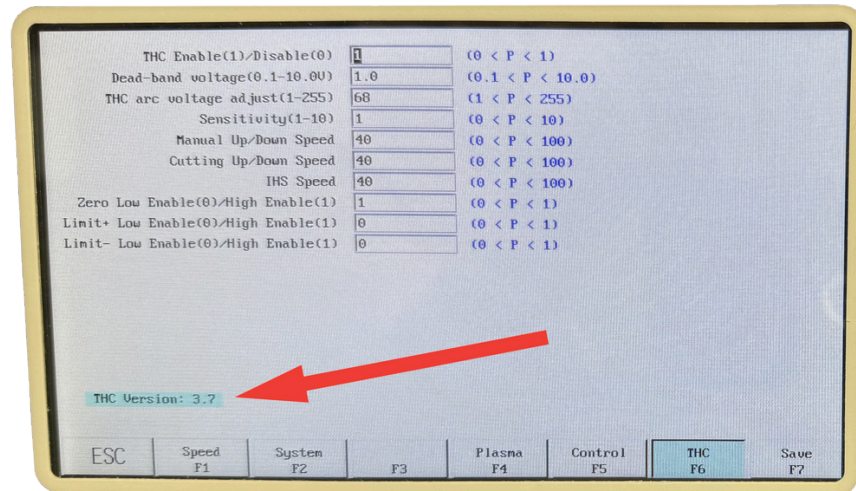 THC Enable(1)/Disable(0) 1 (0 < P < 1)
Dead-band voltage(0.1-10.0V) 1.0 (0.1 < P < 10.0)
THC arc voltage adjust(1-255) 68 (1 < P < 255)
Sensitivity(1-10) 1 (0 < P < 10)
Manual Up/Down Speed 40 (0 < P < 100)
Cutting Up/Down Speed 40 (0 < P < 100)
IHS Speed 40 (0 < P < 100)
Zero Low Enable(0)/High Enable(1) 1 (0 < P < 1)
Limit+ Low Enable(0)/High Enable(1) 0 (0 < P < 1)
Limit- Low Enable(0)/High Enable(1) 0 (0 < P < 1)
THC Version: 3.7
ESC Speed System Plasma Control THC Save
F1 F2 F3 F4 F5 F6 F7